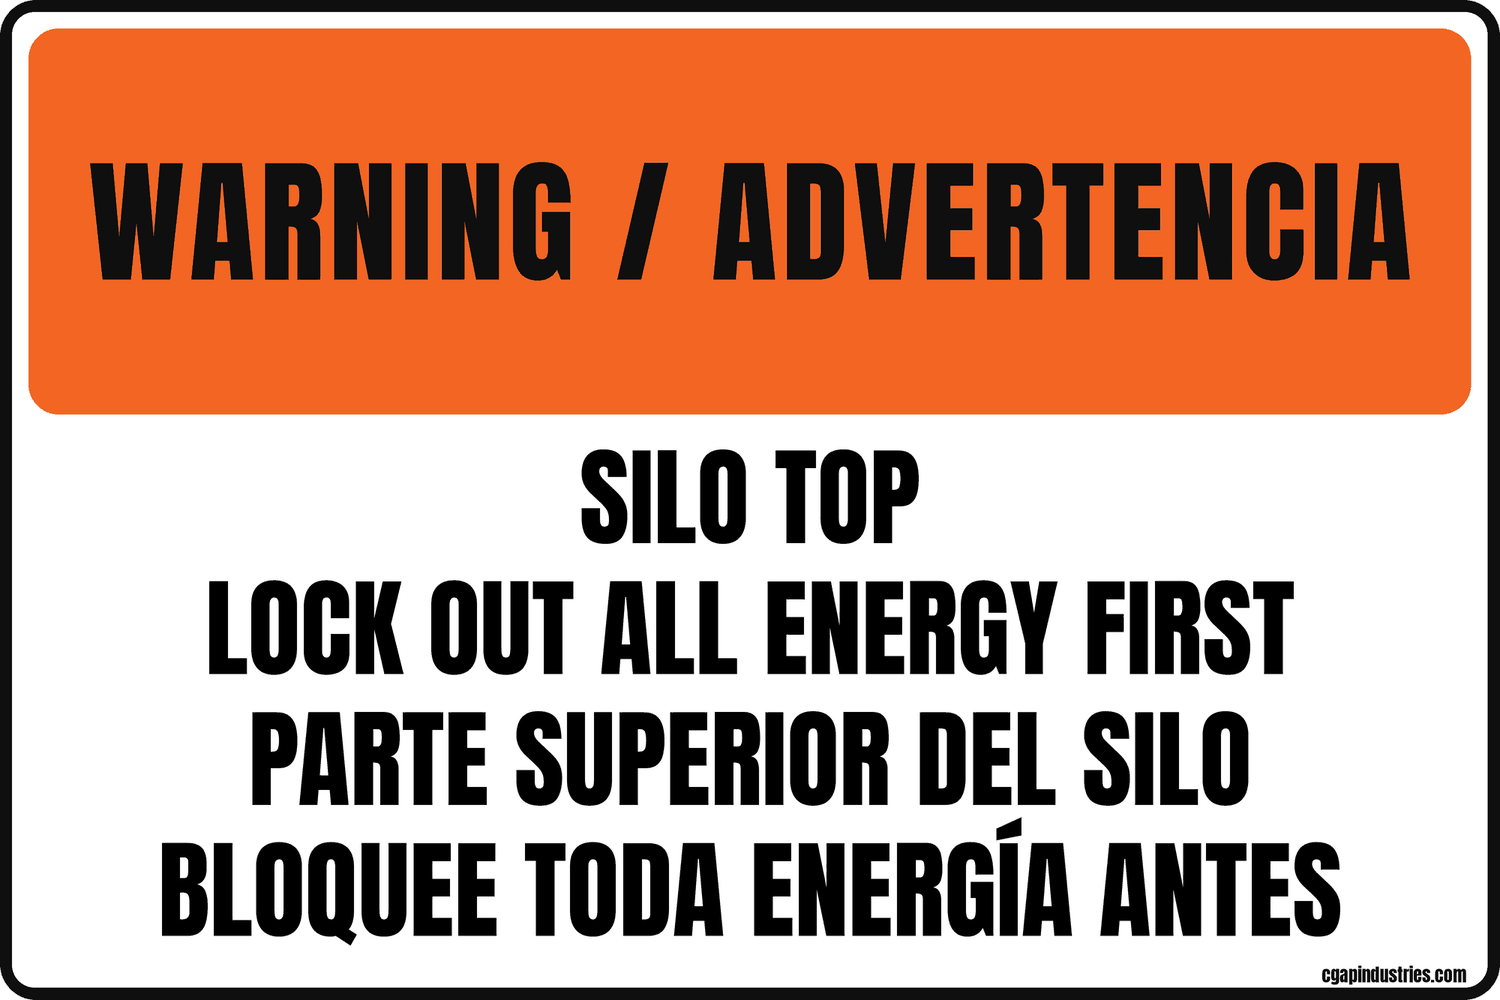 WARNING / ADVERTENCIA
SILO TOP
LOCK OUT ALL ENERGY FIRST
PARTE SUPERIOR DEL SILO
BLOQUEE TODA ENERGÍA ANTES
cgapindustries.com